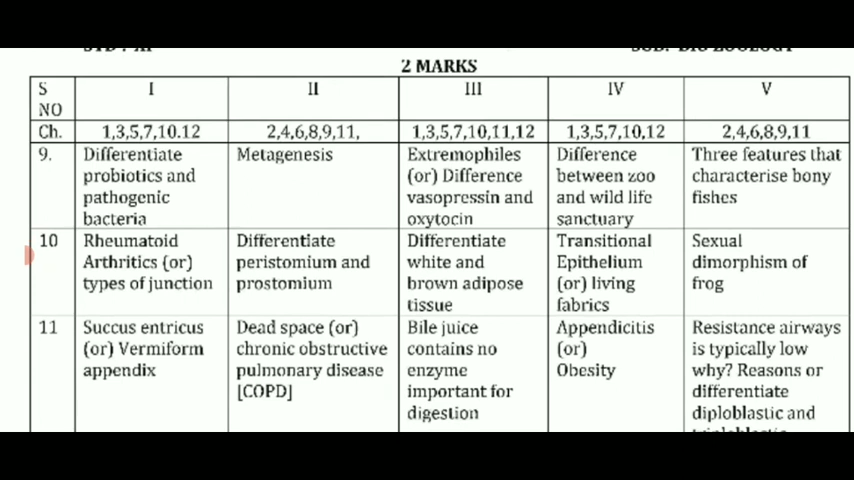 2 MARKS
S NO | I | II | III | IV | V
Ch. | 1,3,5,7,10.12 | 2,4,6,8,9,11, | 1,3,5,7,10,11,12 | 1,3,5,7,10,12 | 2,4,6,8,9,11
9. | Differentiate probiotics and pathogenic bacteria | Metagenesis | Extremophiles (or) Difference vasopressin and oxytocin | Difference between zoo and wild life sanctuary | Three features that characterise bony fishes
10 | Rheumatoid Arthritics (or) types of junction | Differentiate peristomium and prostomium | Differentiate white and brown adipose tissue | Transitional Epithelium (or) living fabrics | Sexual dimorphism of frog
11 | Succus entricus (or) Vermiform appendix | Dead space (or) chronic obstructive pulmonary disease [COPD] | Bile juice contains no enzyme important for digestion | Appendicitis (or) Obesity | Resistance airways is typically low why? Reasons or differentiate diploblastic and